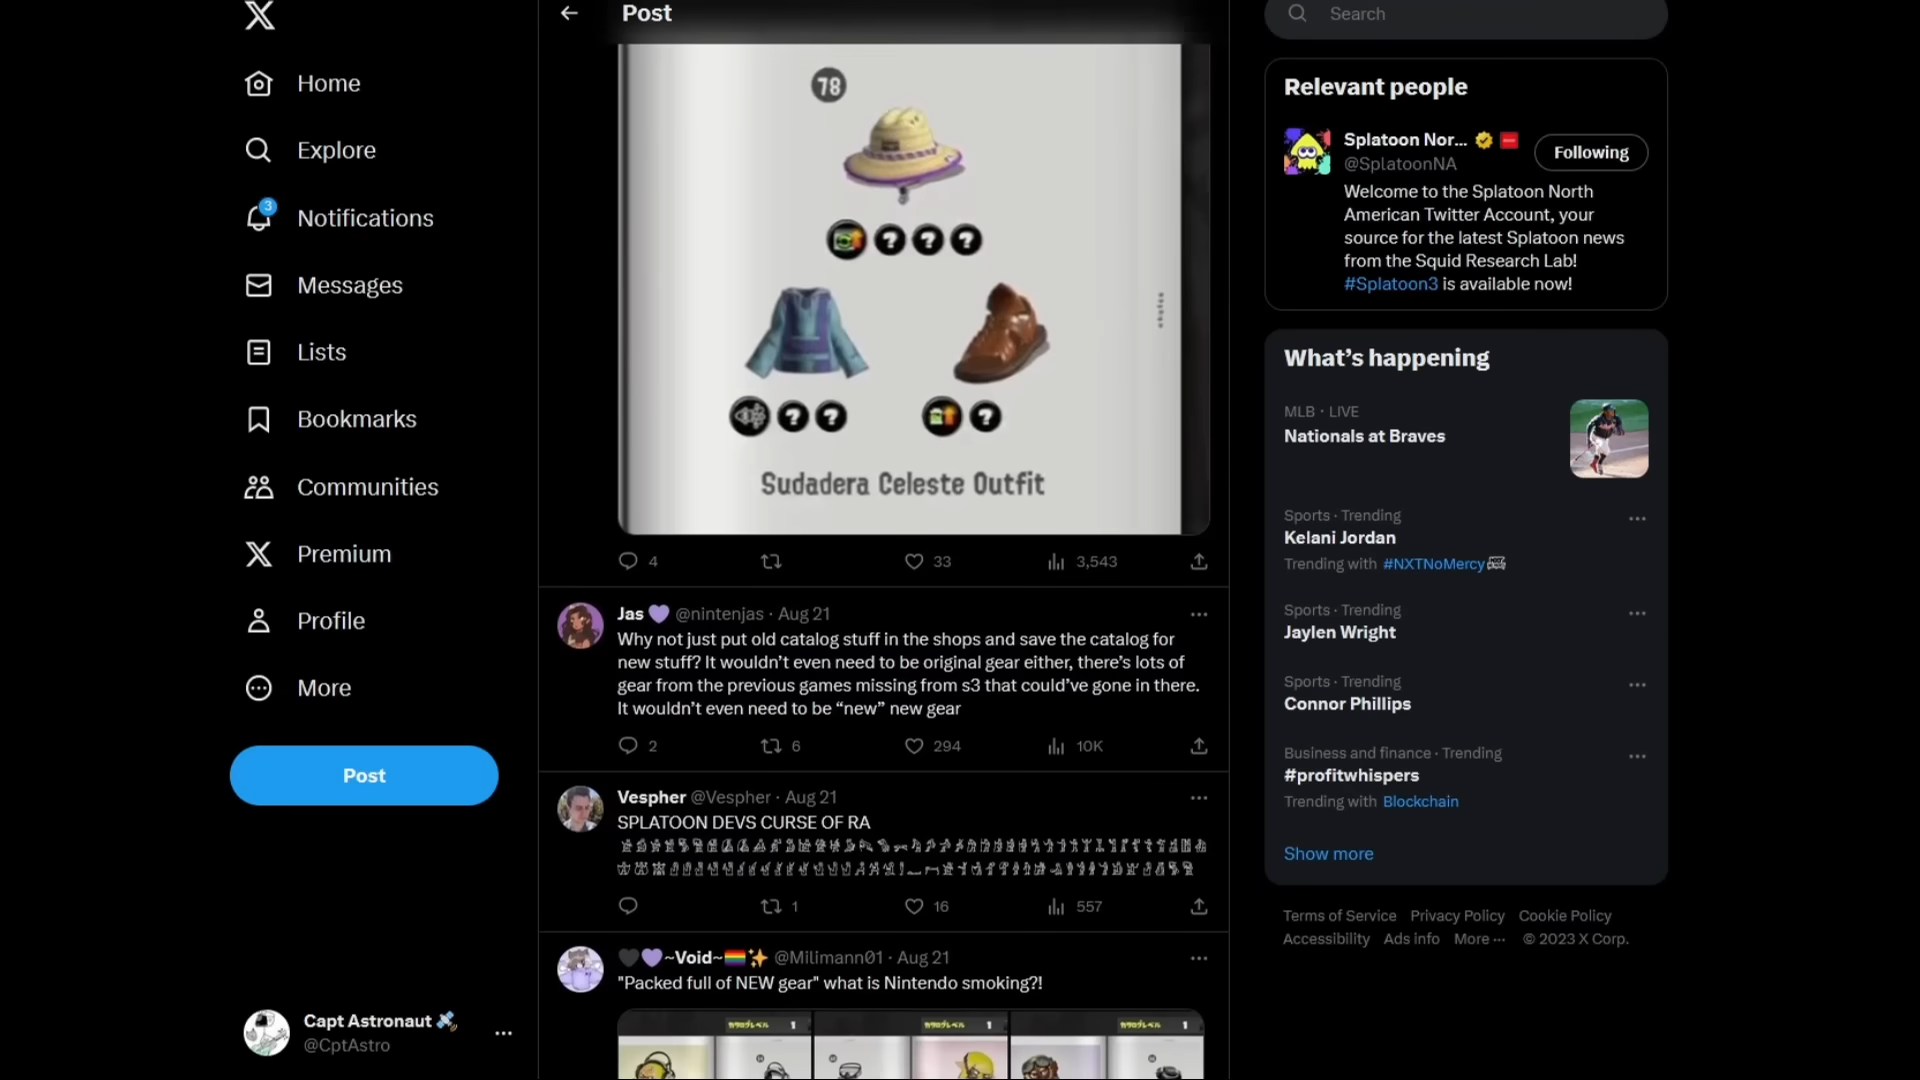 Post
Search
78
? ? ?
? ?
?
Sudadera Celeste Outfit
4
33
3,543
Home
Explore
3
Notifications
Messages
Lists
Bookmarks
Communities
Premium
Profile
More
Post
Capt Astronaut
@CptAstro
Jas @nintenjas · Aug 21
Why not just put old catalog stuff in the shops and save the catalog for
new stuff? It wouldn't even need to be original gear either, there's lots of
gear from the previous games missing from s3 that could've gone in there.
It wouldn't even need to be “new” new gear
2
6
294
10K
Vespher @Vespher · Aug 21
SPLATOON DEVS CURSE OF RA
1
16
557
~Void~ @Milimann01 · Aug 21
"Packed full of NEW gear" what is Nintendo smoking?!
1
1
1
Relevant people
Splatoon Nor...
@SplatoonNA
Following
Welcome to the Splatoon North
American Twitter Account, your
source for the latest Splatoon news
from the Squid Research Lab!
#Splatoon3 is available now!
What's happening
MLB · LIVE
Nationals at Braves
Sports · Trending
Kelani Jordan
Trending with #NXTNoMercy
Sports · Trending
Jaylen Wright
Sports · Trending
Connor Phillips
Business and finance · Trending
#profitwhispers
Trending with Blockchain
Show more
Terms of Service Privacy Policy Cookie Policy
Accessibility Ads info More ··· © 2023 X Corp.